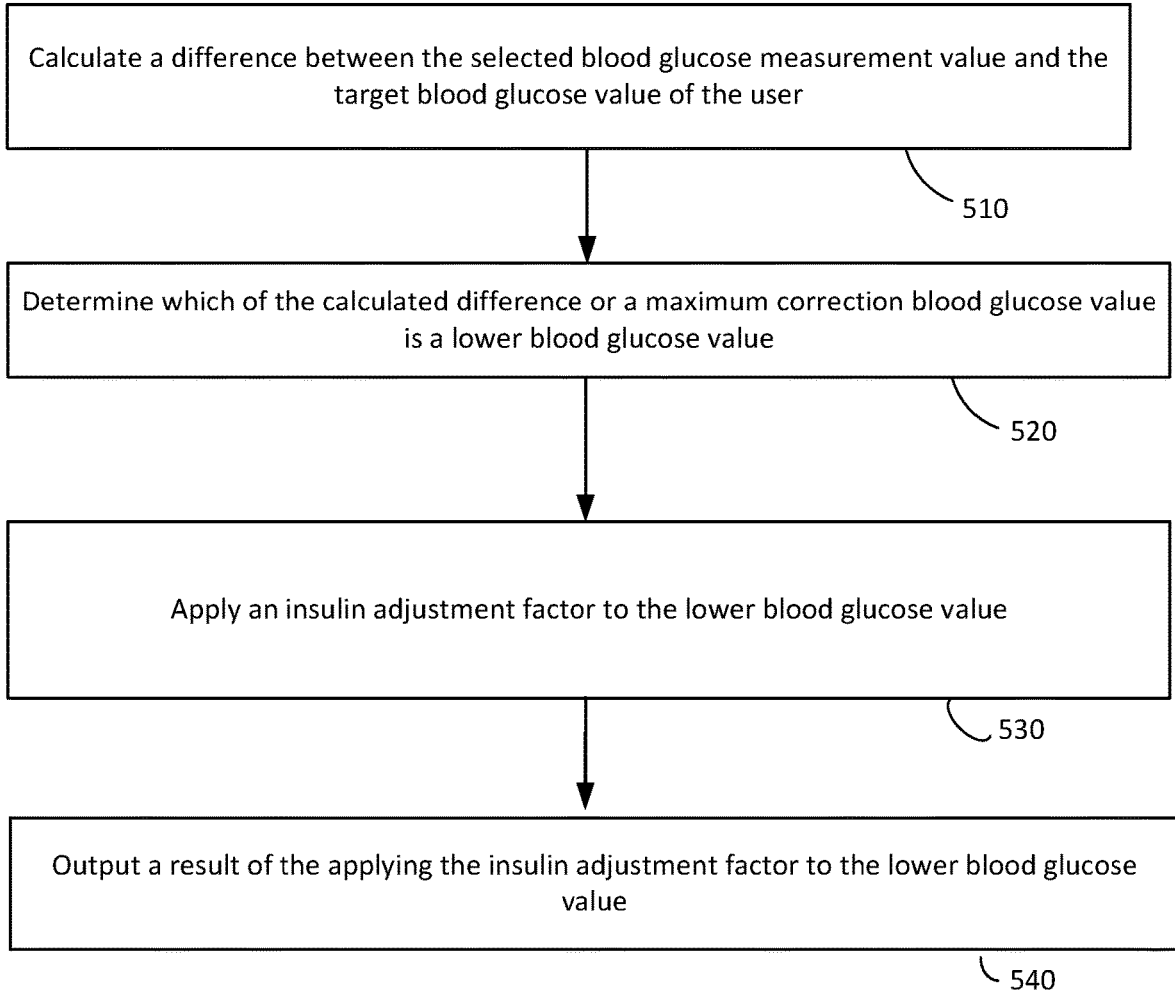 Calculate a difference between the selected blood glucose measurement value and the
target blood glucose value of the user
510
Determine which of the calculated difference or a maximum correction blood glucose value
is a lower blood glucose value
520
Apply an insulin adjustment factor to the lower blood glucose value
530
Output a result of the applying the insulin adjustment factor to the lower blood glucose
value
540